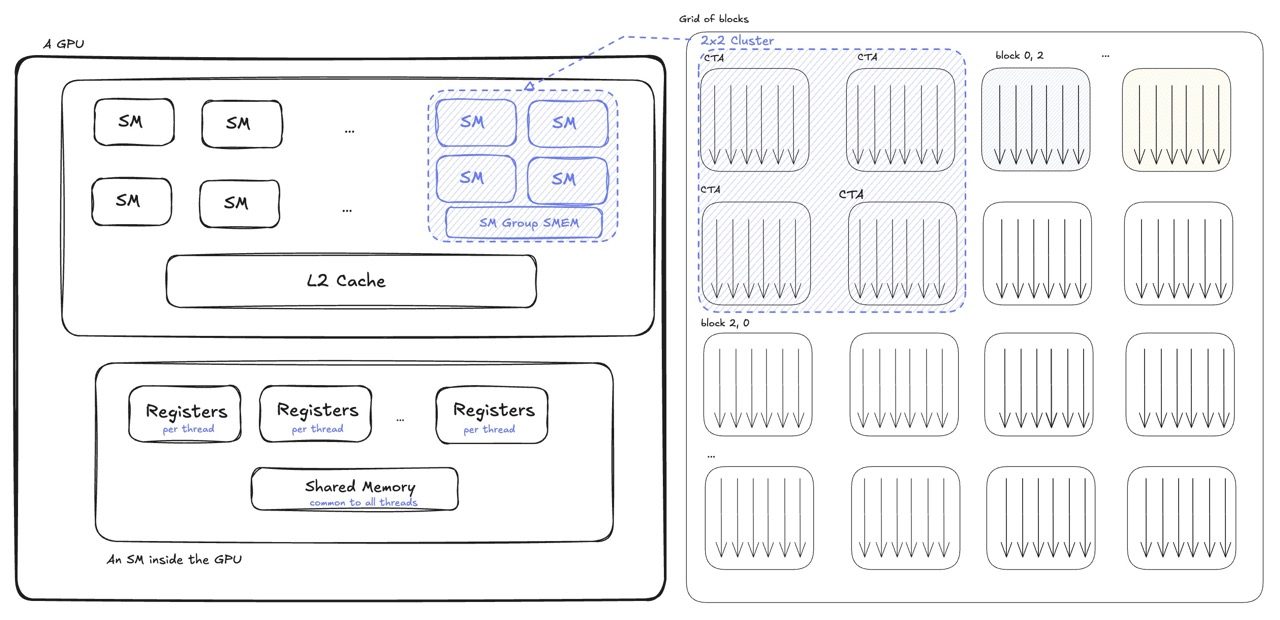 A GPU
SM
SM
...
SM
SM
SM
SM
...
SM
SM
SM Group SMEM
L2 Cache
Registers
per thread
Registers
per thread
...
Registers
per thread
Shared Memory
common to all threads
An SM inside the GPU
Grid of blocks
2x2 Cluster
CTA
CTA
block 0, 2
...
CTA
CTA
block 2, 0
...